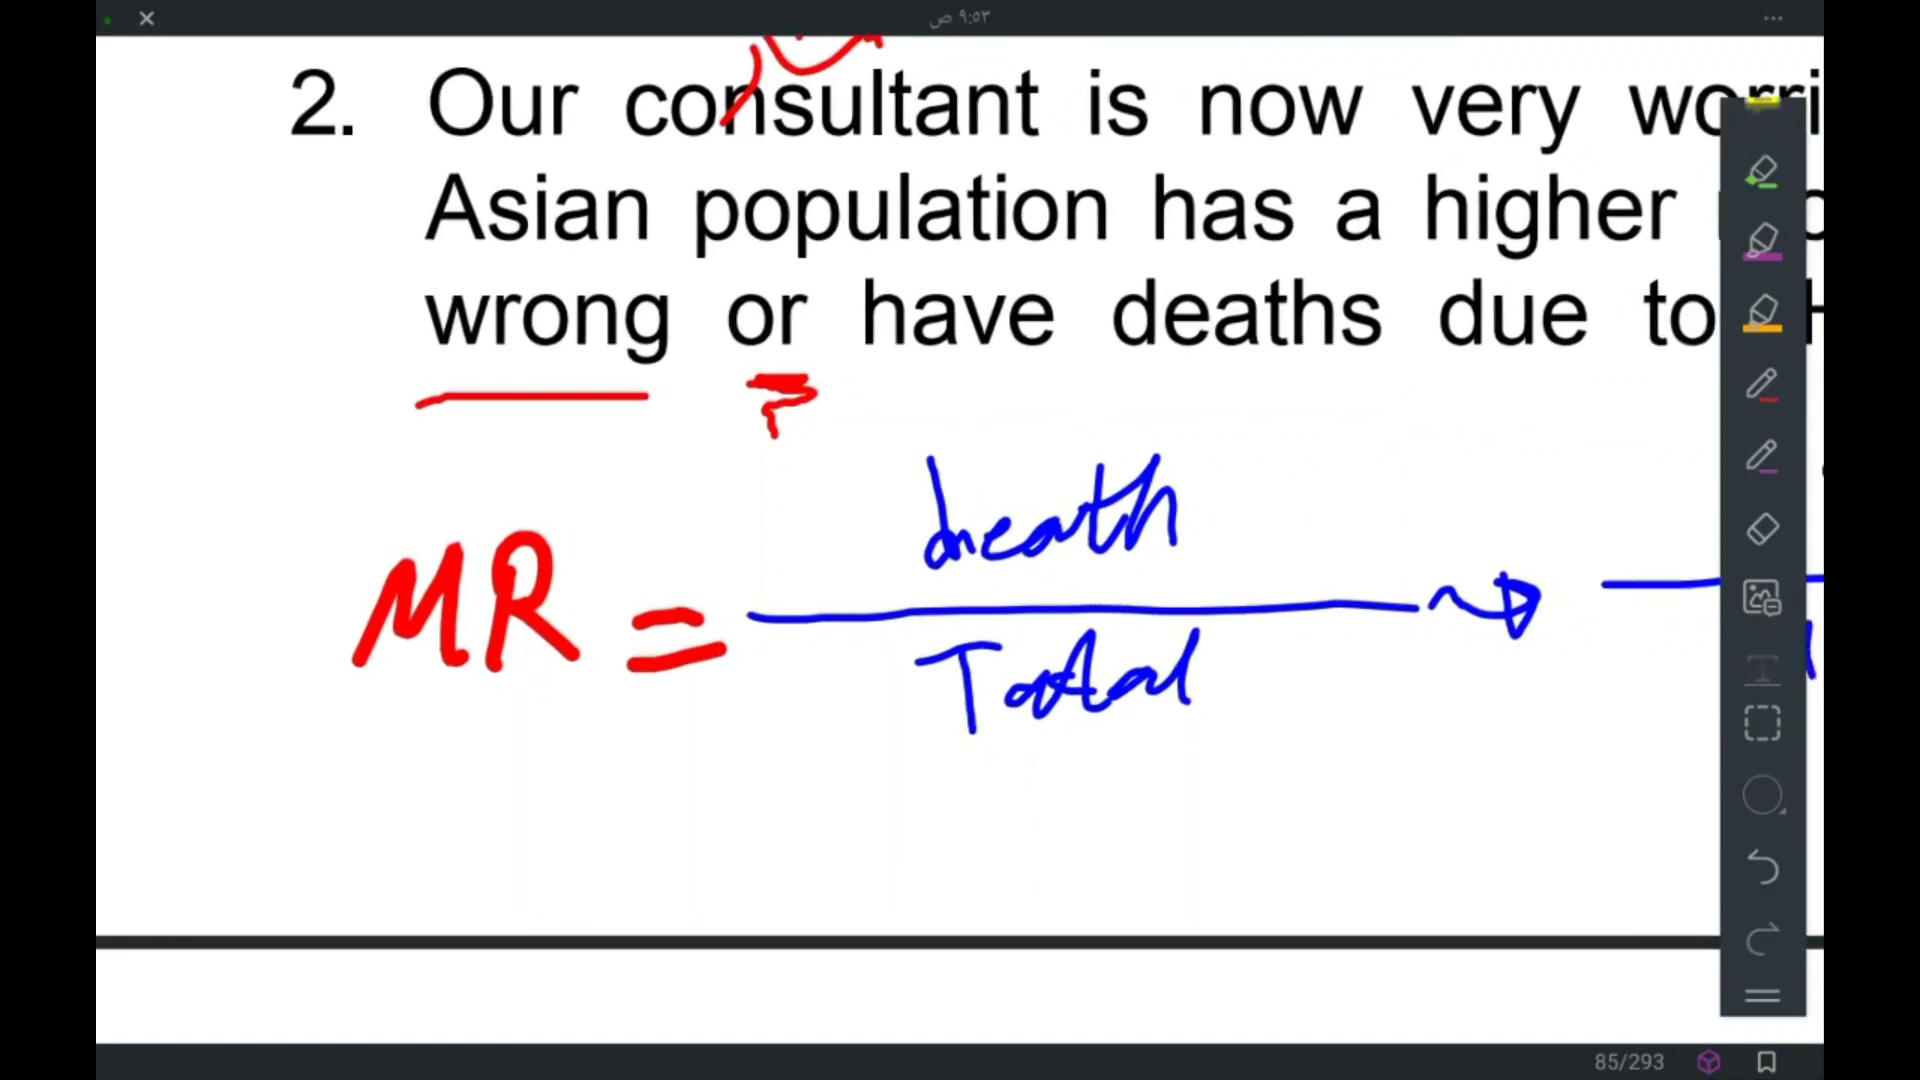 ٩:٥٣ ص
2. Our consultant is now very worri
Asian population has a higher
wrong or have deaths due to H
MR = death
Total
85/293